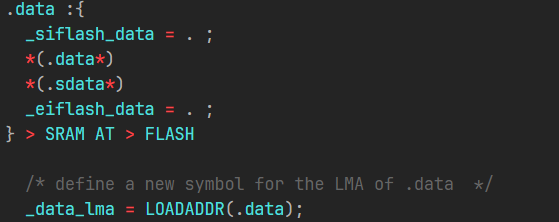 .data :{
_siflash_data = . ;
*(.data*)
*(.sdata*)
_eiflash_data = . ;
} > SRAM AT > FLASH
/* define a new symbol for the LMA of .data  */
_data_lma = LOADADDR(.data);